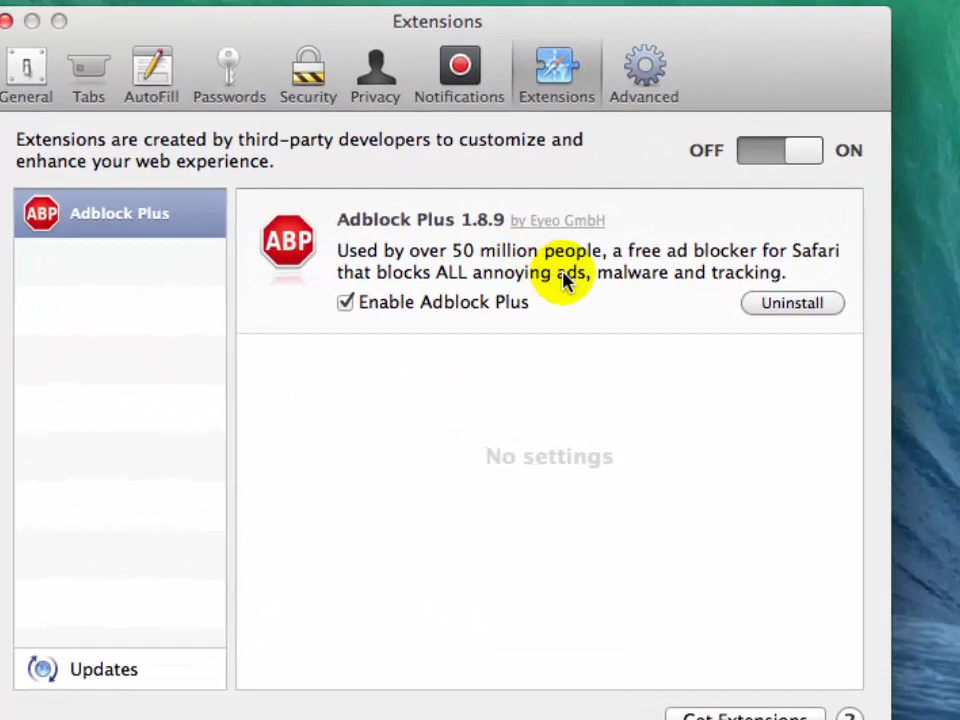 Extensions
General Tabs AutoFill Passwords Security Privacy Notifications Extensions Advanced
Extensions are created by third-party developers to customize and
enhance your web experience.
OFF ON
ABP Adblock Plus
ABP
Adblock Plus 1.8.9 by Eyeo GmbH
Used by over 50 million people, a free ad blocker for Safari
that blocks ALL annoying ads, malware and tracking.
Enable Adblock Plus
Uninstall
No settings
Updates
Get Extensions...
?